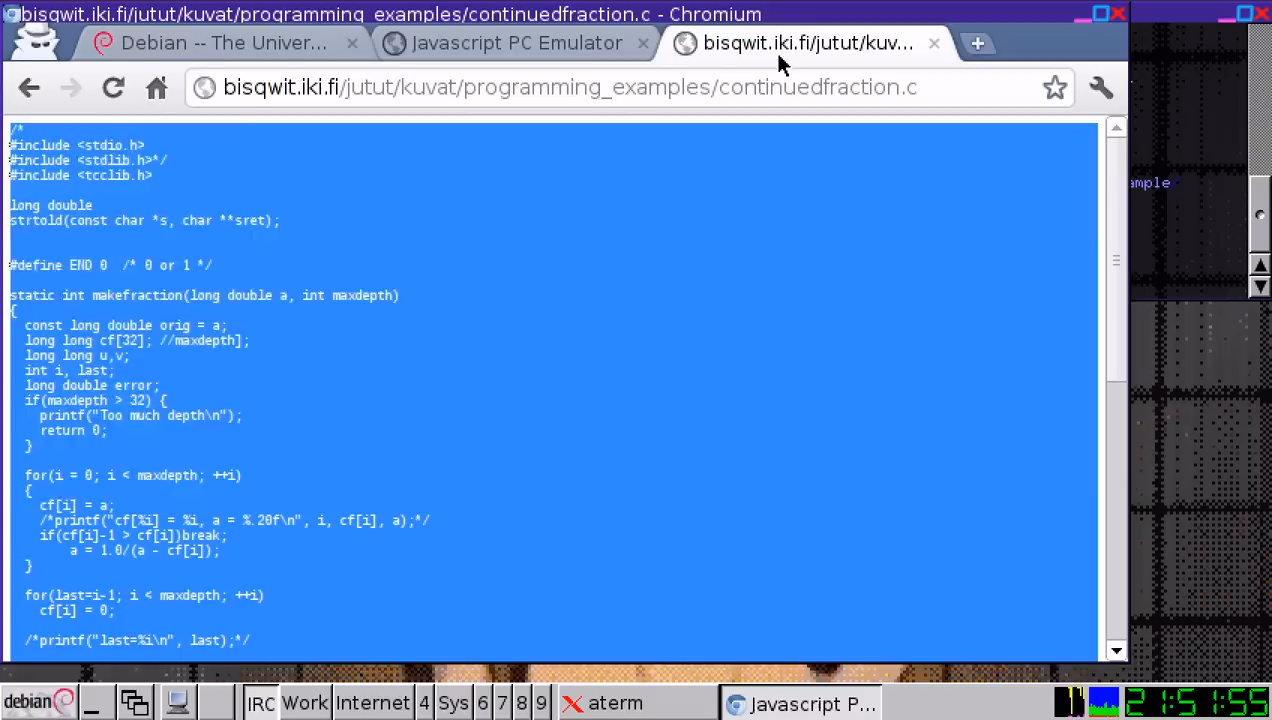 bisqwit.iki.fi/jutut/kuvat/programming_examples/continuedfraction.c - Chromium
Debian -- The Univer...
Javascript PC Emulator
bisqwit.iki.fi/jutut/kuv...
bisqwit.iki.fi/jutut/kuvat/programming_examples/continuedfraction.c
/*
#include <stdio.h>
#include <stdlib.h>*/
#include <tcclib.h>
ample"
long double
strtold(const char *s, char **sret);
#define END 0  /* 0 or 1 */
static int makefraction(long double a, int maxdepth)
{
const long double orig = a;
long long cf[32]; //maxdepth];
long long u,v;
int i, last;
long double error;
if(maxdepth > 32) {
printf("Too much depth\n");
return 0;
}
for(i = 0; i < maxdepth; ++i)
{
cf[i] = a;
/*printf("cf[%i] = %i, a = %.20f\n", i, cf[i], a);*/
if(cf[i]-1 > cf[i])break;
a = 1.0/(a - cf[i]);
}
for(last=i-1; i < maxdepth; ++i)
cf[i] = 0;
/*printf("last=%i\n", last);*/
debian
IRC Work Internet 4 Sys 6 7 8 9
aterm
Javascript P...
21:51:55